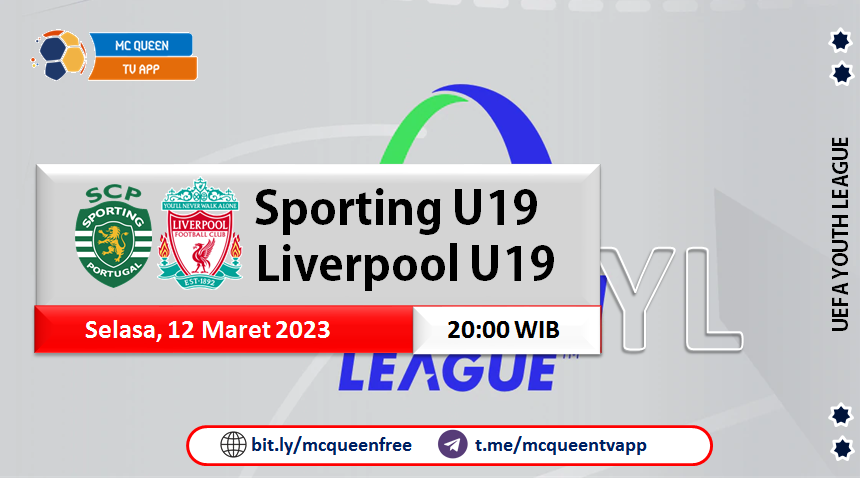 MC QUEEN
TV APP
SCP
SPORTING
PORTUGAL
YOU'LL NEVER WALK ALONE
LIVERPOOL
FOOTBALL CLUB
EST·1892
Sporting U19
Liverpool U19
Selasa, 12 Maret 2023
20:00 WIB
YL
LEAGUE™
UEFA YOUTH LEAGUE
bit.ly/mcqueenfree
t.me/mcqueentvapp